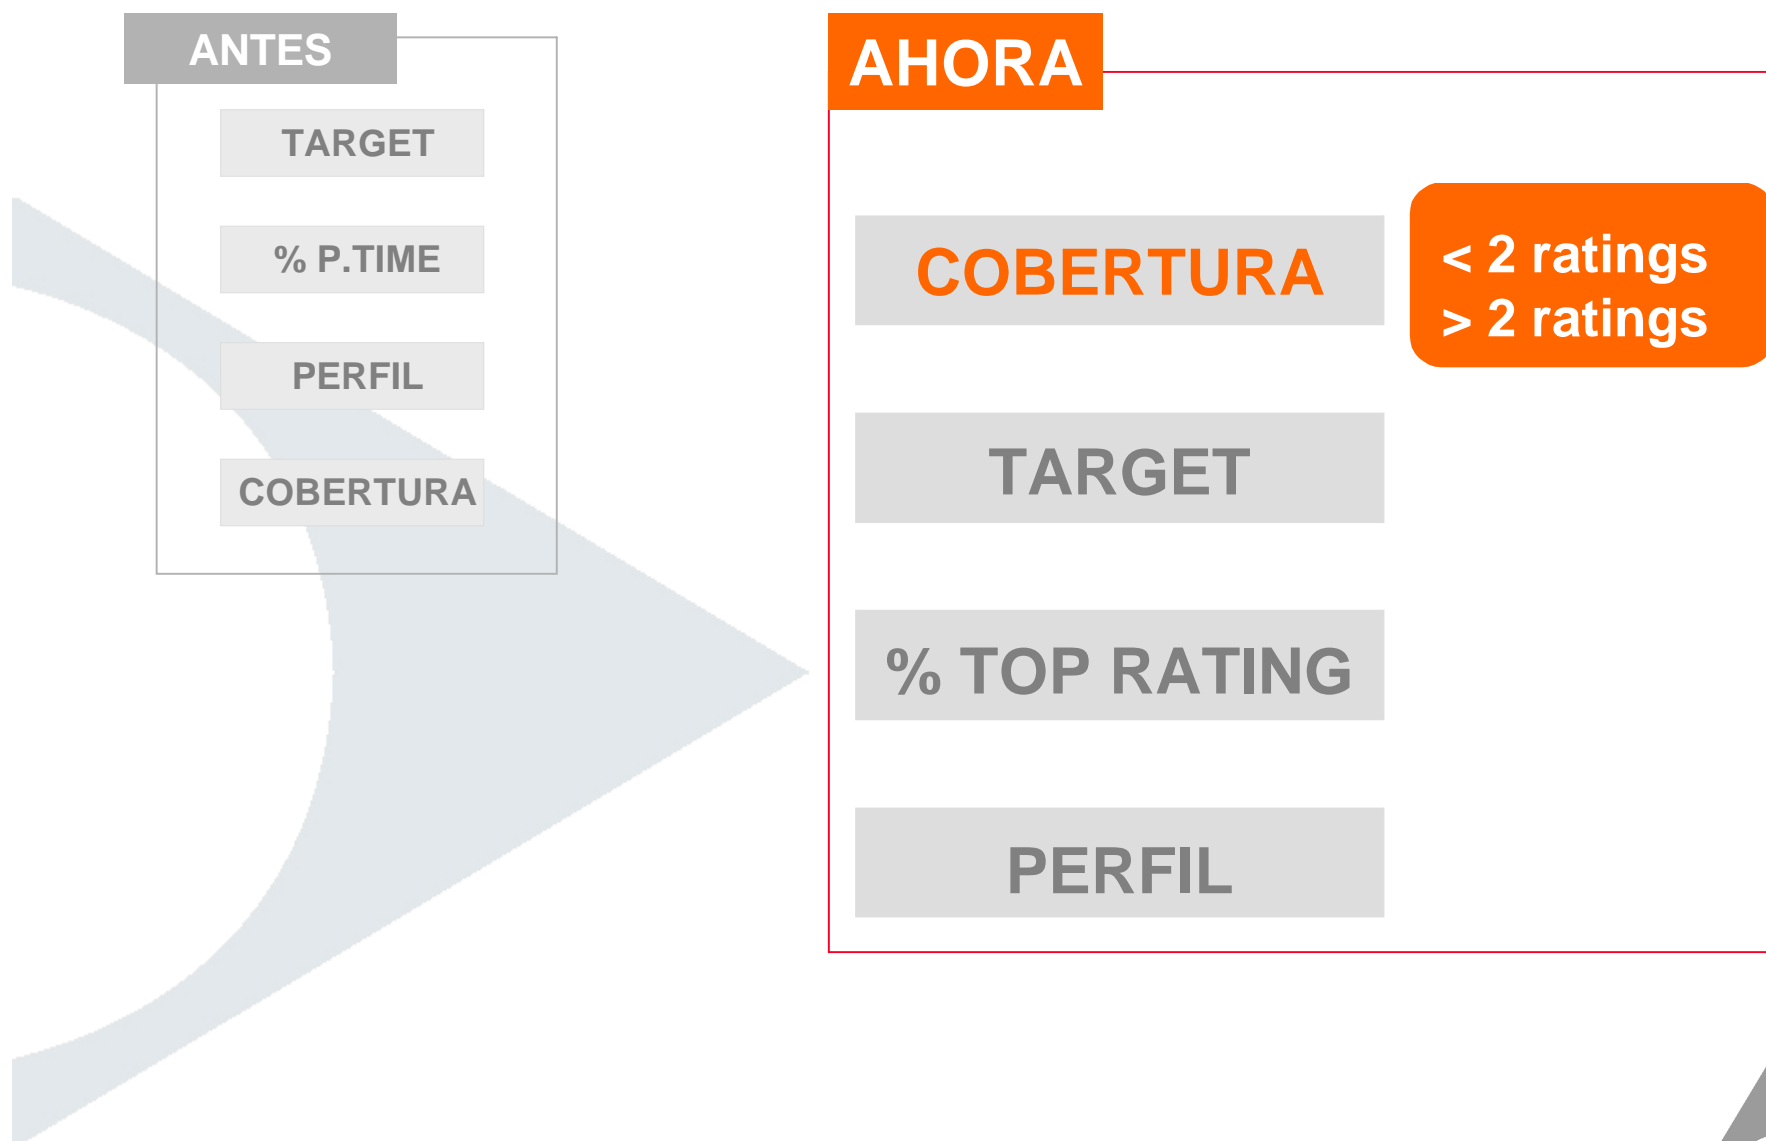 ANTES
TARGET
% P.TIME
PERFIL
COBERTURA
AHORA
COBERTURA
< 2 ratings
> 2 ratings
TARGET
% TOP RATING
PERFIL